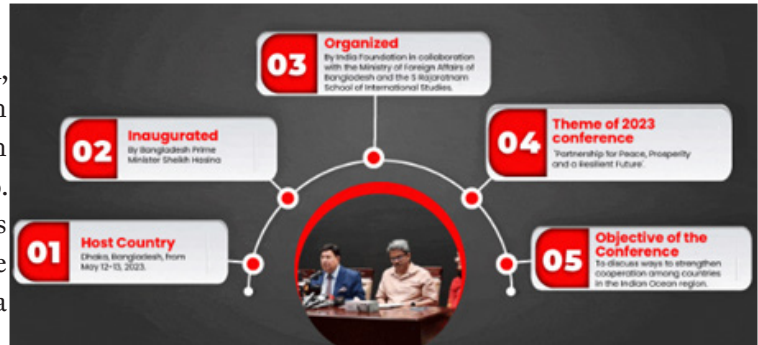 01
Host Country
Dhaka, Bangladesh, from
May 12-13, 2023.
02
Inaugurated
By Bangladesh Prime
Minister Sheikh Hasina
03
Organized
By India Foundation in collaboration
with the Ministry of Foreign Affairs of
Bangladesh and the S Rajaratnam
School of International Studies.
04
Theme of 2023
conference
'Partnership for Peace, Prosperity
and a Resilient Future'.
05
Objective of the
Conference
To discuss ways to strengthen
cooperation among countries
in the Indian Ocean region.